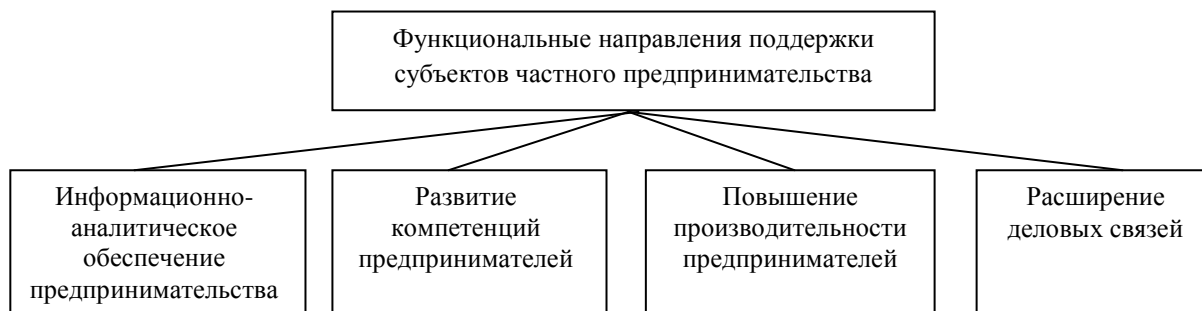 Функциональные направления поддержки
субъектов частного предпринимательства
Информационно-
аналитическое
обеспечение
предпринимательства
Развитие
компетенций
предпринимателей
Повышение
производительности
предпринимателей
Расширение
деловых связей